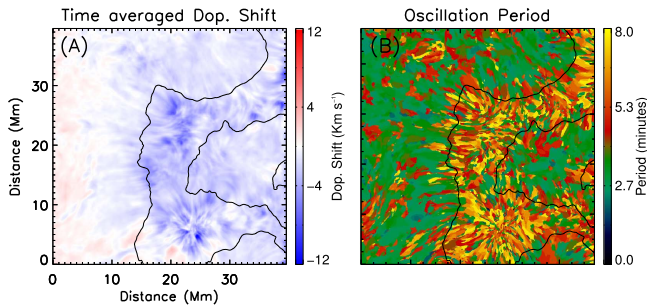 Time averaged Dop. Shift
Oscillation Period
(A)
(B)
Distance (Mm)
30
20
10
0
0
10
20
30
Distance (Mm)
12
4
−4
−12
Dop. Shift (Km s⁻¹)
8.0
5.3
2.7
0.0
Period (minutes)